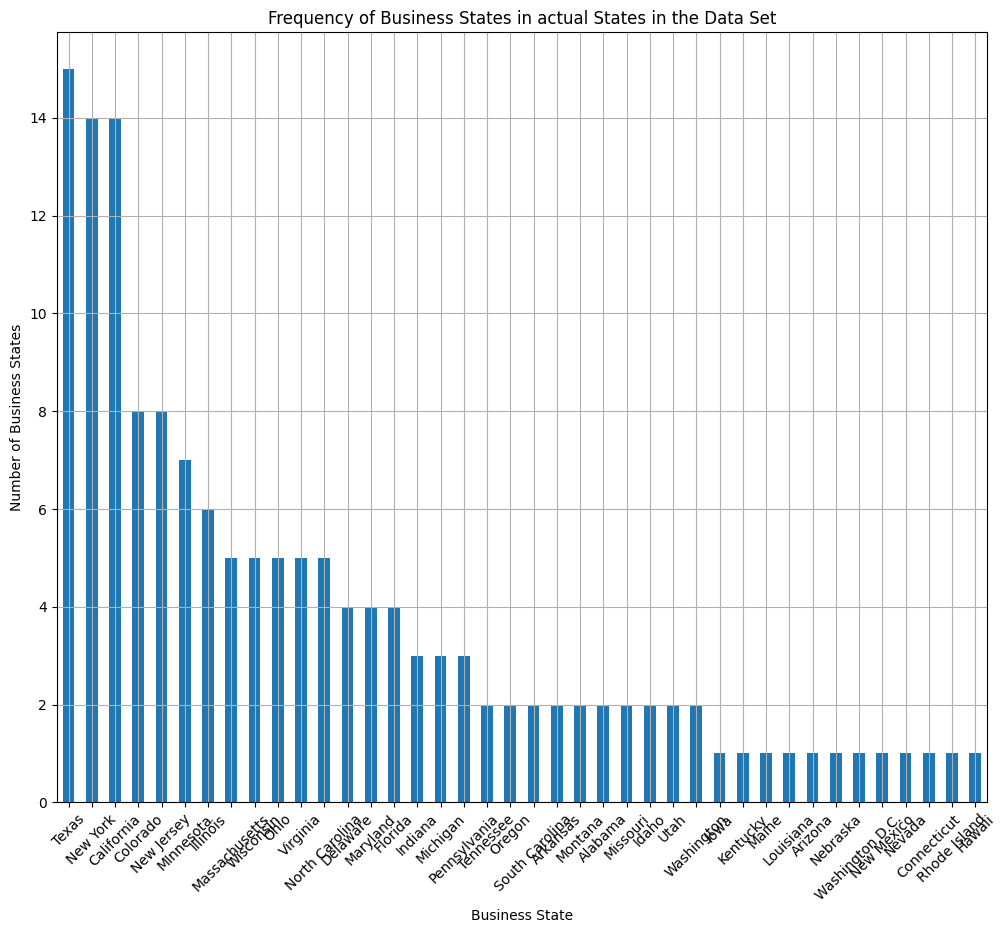 Frequency of Business States in actual States in the Data Set
Number of Business States
14
12
10
8
6
4
2
0
Texas
New York
California
Colorado
New Jersey
Minnesota
Illinois
Massachusetts
Wisconsin
Ohio
Virginia
North Carolina
Delaware
Maryland
Florida
Indiana
Michigan
Pennsylvania
Tennessee
Oregon
South Carolina
Arkansas
Montana
Alabama
Missouri
Idaho
Utah
Washington
Iowa
Kentucky
Maine
Louisiana
Arizona
Nebraska
Washington D.C.
New Mexico
Nevada
Connecticut
Rhode Island
Hawaii
Business State